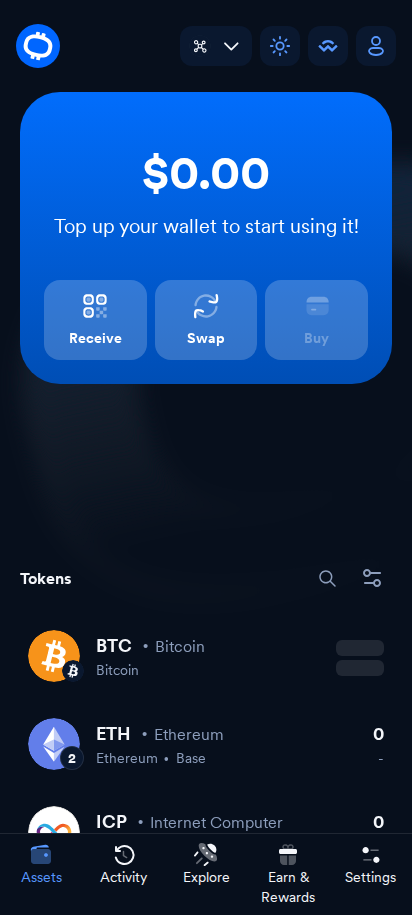 $0.00
Top up your wallet to start using it!
Receive Swap Buy
Tokens
BTC • Bitcoin
Bitcoin
ETH • Ethereum 0
2 Ethereum • Base -
ICP • Internet Computer 0
Assets Activity Explore Earn & Settings
Rewards